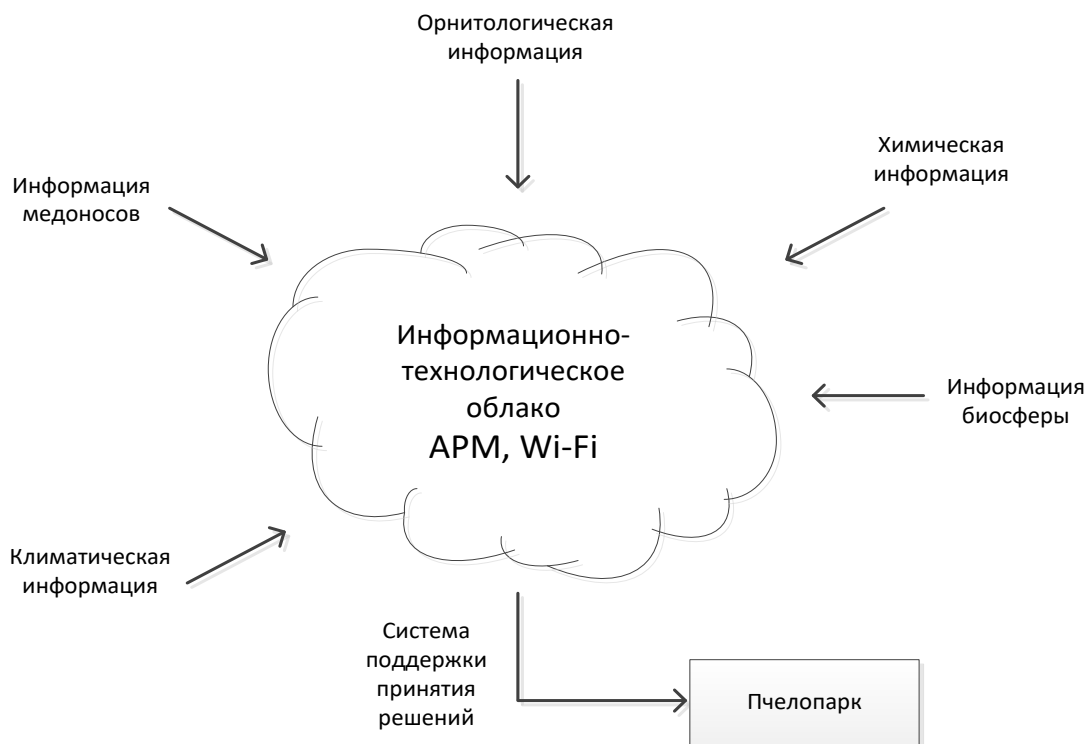 Орнитологическая
информация
Химическая
информация
Информация
медоносов
Информационно-
технологическое
облако
АРМ, Wi-Fi
Информация
биосферы
Климатическая
информация
Система
поддержки
принятия
решений
Пчелопарк